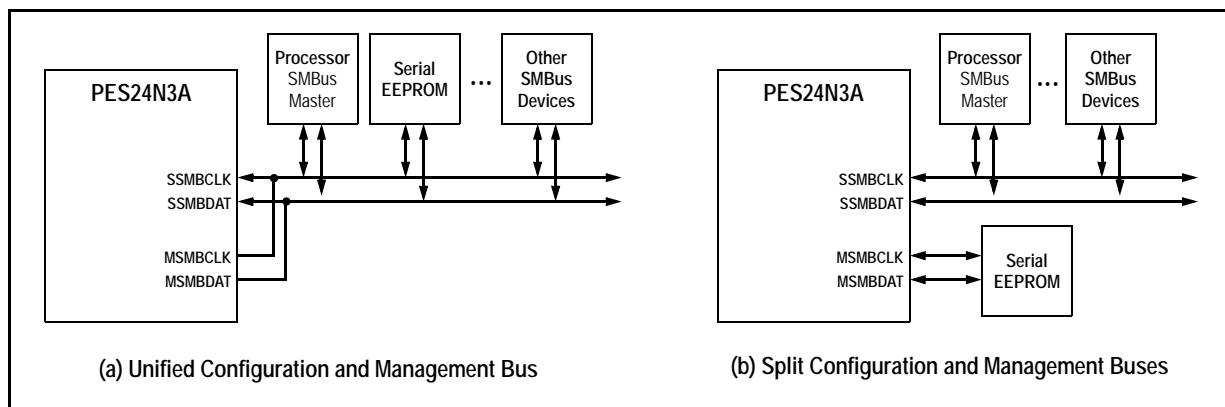 PES24N3A
Processor
SMBus
Master
Serial
EEPROM
...
Other
SMBus
Devices
SSMBCLK
SSMBDAT
MSMBCLK
MSMBDAT
(a) Unified Configuration and Management Bus
PES24N3A
Processor
SMBus
Master
...
Other
SMBus
Devices
SSMBCLK
SSMBDAT
MSMBCLK
MSMBDAT
Serial
EEPROM
(b) Split Configuration and Management Buses